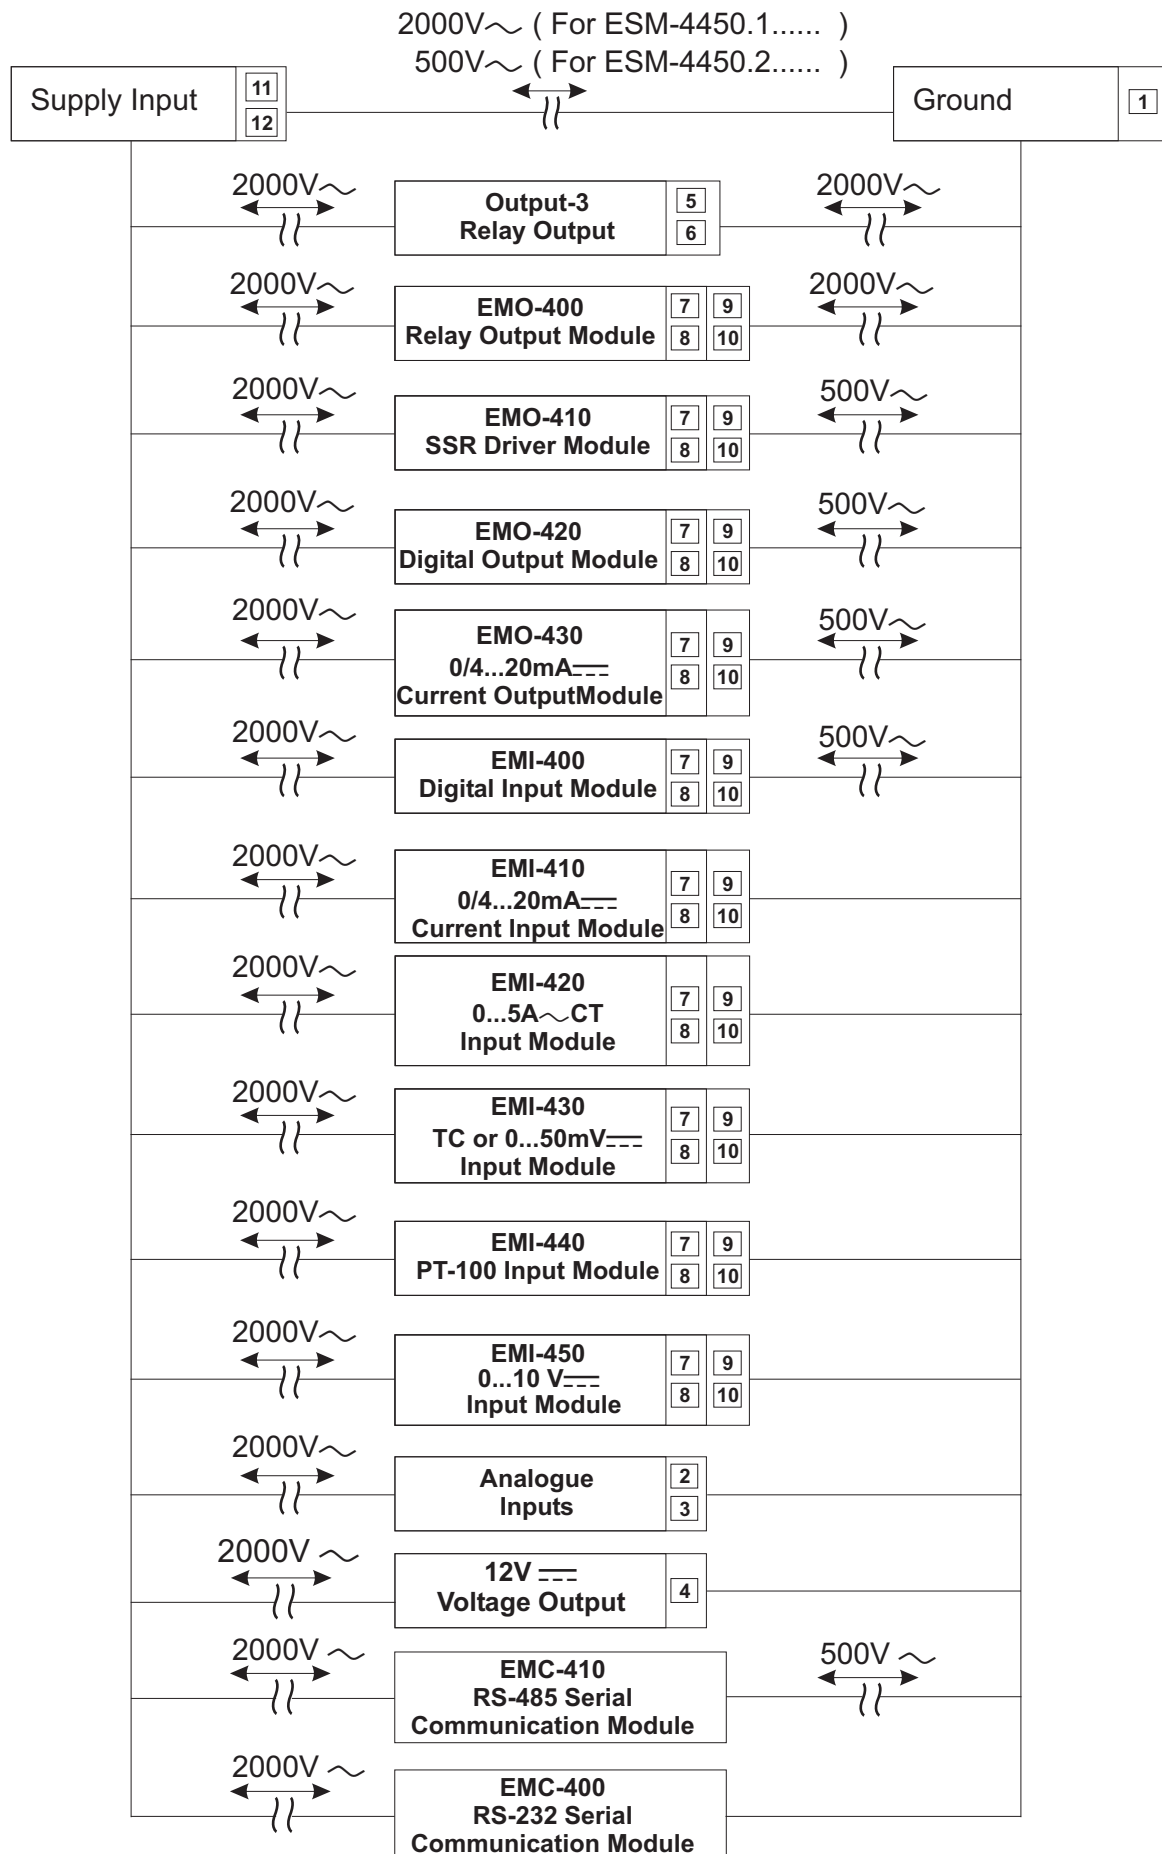 2000V～ ( For ESM-4450.1...... )
500V～ ( For ESM-4450.2...... )
Supply Input
11
12
Ground
1
2000V～
Output-3
Relay Output
5
6
2000V～
2000V～
EMO-400
Relay Output Module
7 9
8 10
2000V～
2000V～
EMO-410
SSR Driver Module
7 9
8 10
500V～
2000V～
EMO-420
Digital Output Module
7 9
8 10
500V～
2000V～
EMO-430
0/4...20mA⎓
Current OutputModule
7 9
8 10
500V～
2000V～
EMI-400
Digital Input Module
7 9
8 10
500V～
2000V～
EMI-410
0/4...20mA⎓
Current Input Module
7 9
8 10
2000V～
EMI-420
0...5A～CT
Input Module
7 9
8 10
2000V～
EMI-430
TC or 0...50mV⎓
Input Module
7 9
8 10
2000V～
EMI-440
PT-100 Input Module
7 9
8 10
2000V～
EMI-450
0...10 V⎓
Input Module
7 9
8 10
2000V～
Analogue
Inputs
2
3
2000V ～
12V ⎓
Voltage Output
4
2000V ～
EMC-410
RS-485 Serial
Communication Module
500V ～
2000V ～
EMC-400
RS-232 Serial
Communication Module